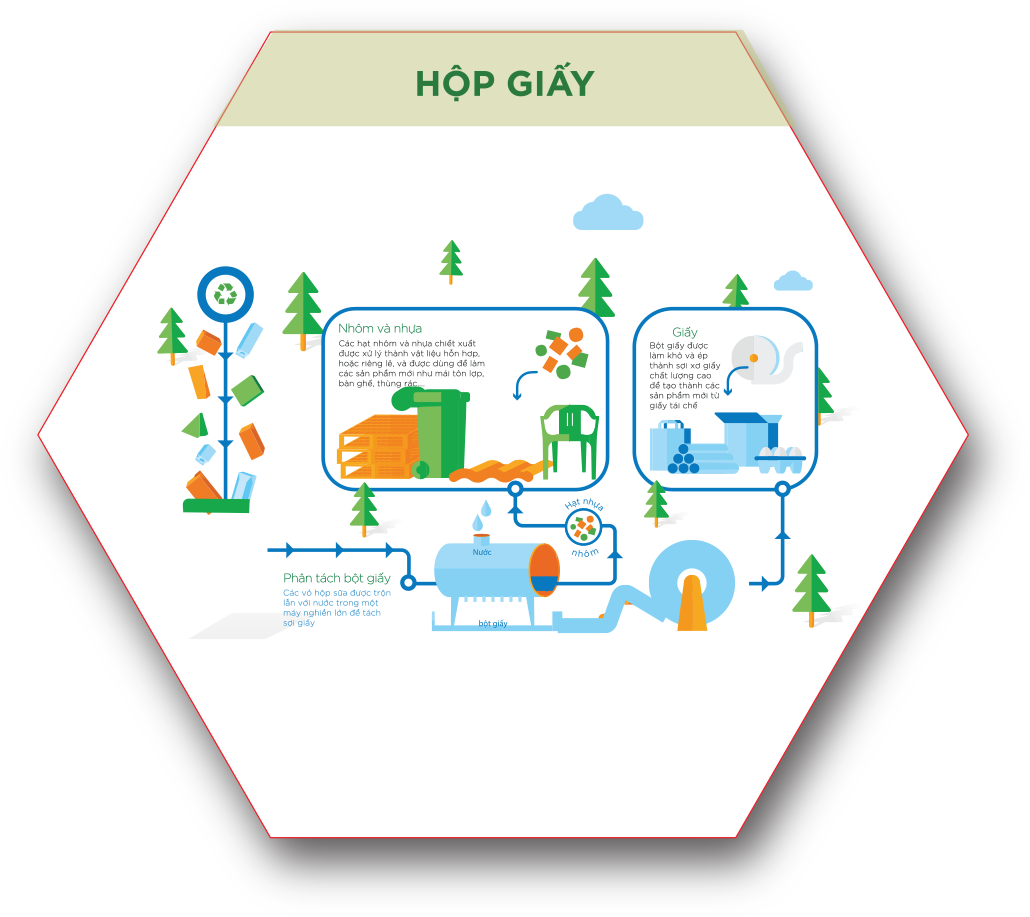 HỘP GIẤY
Nhôm và nhựa
Các hạt nhôm và nhựa chiết xuất
được xử lý thành vật liệu hỗn hợp,
hoặc riêng lẻ, và được dùng để làm
các sản phẩm mới như mái tôn lợp,
bàn ghế, thùng rác...
Giấy
Bột giấy được
làm khô và ép
thành sợi xơ giấy
chất lượng cao
để tạo thành các
sản phẩm mới từ
giấy tái chế
Hạt nhựa
nhôm
Nước
Phân tách bột giấy
Các vỏ hộp sữa được trộn
lẫn với nước trong một
máy nghiền lớn để tách
sợi giấy
bột giấy